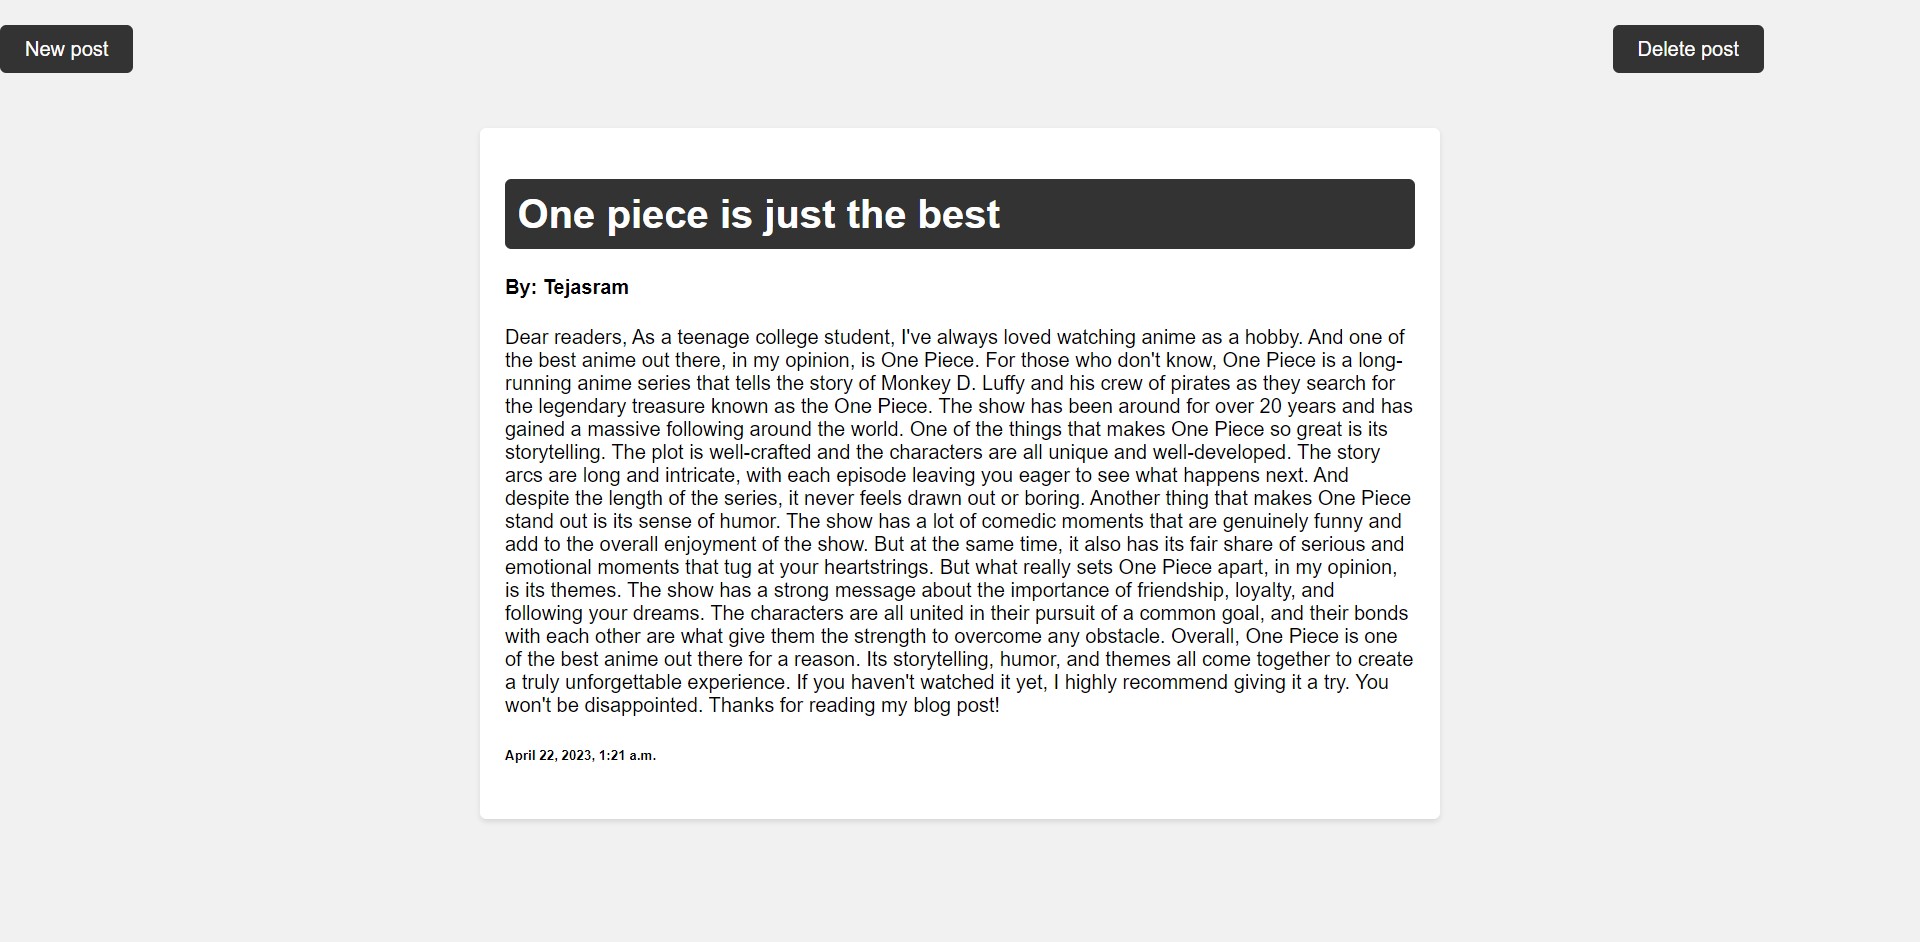 New post
Delete post
One piece is just the best
By: Tejasram
Dear readers, As a teenage college student, I've always loved watching anime as a hobby. And one of
the best anime out there, in my opinion, is One Piece. For those who don't know, One Piece is a long-
running anime series that tells the story of Monkey D. Luffy and his crew of pirates as they search for
the legendary treasure known as the One Piece. The show has been around for over 20 years and has
gained a massive following around the world. One of the things that makes One Piece so great is its
storytelling. The plot is well-crafted and the characters are all unique and well-developed. The story
arcs are long and intricate, with each episode leaving you eager to see what happens next. And
despite the length of the series, it never feels drawn out or boring. Another thing that makes One Piece
stand out is its sense of humor. The show has a lot of comedic moments that are genuinely funny and
add to the overall enjoyment of the show. But at the same time, it also has its fair share of serious and
emotional moments that tug at your heartstrings. But what really sets One Piece apart, in my opinion,
is its themes. The show has a strong message about the importance of friendship, loyalty, and
following your dreams. The characters are all united in their pursuit of a common goal, and their bonds
with each other are what give them the strength to overcome any obstacle. Overall, One Piece is one
of the best anime out there for a reason. Its storytelling, humor, and themes all come together to create
a truly unforgettable experience. If you haven't watched it yet, I highly recommend giving it a try. You
won't be disappointed. Thanks for reading my blog post!
April 22, 2023, 1:21 a.m.